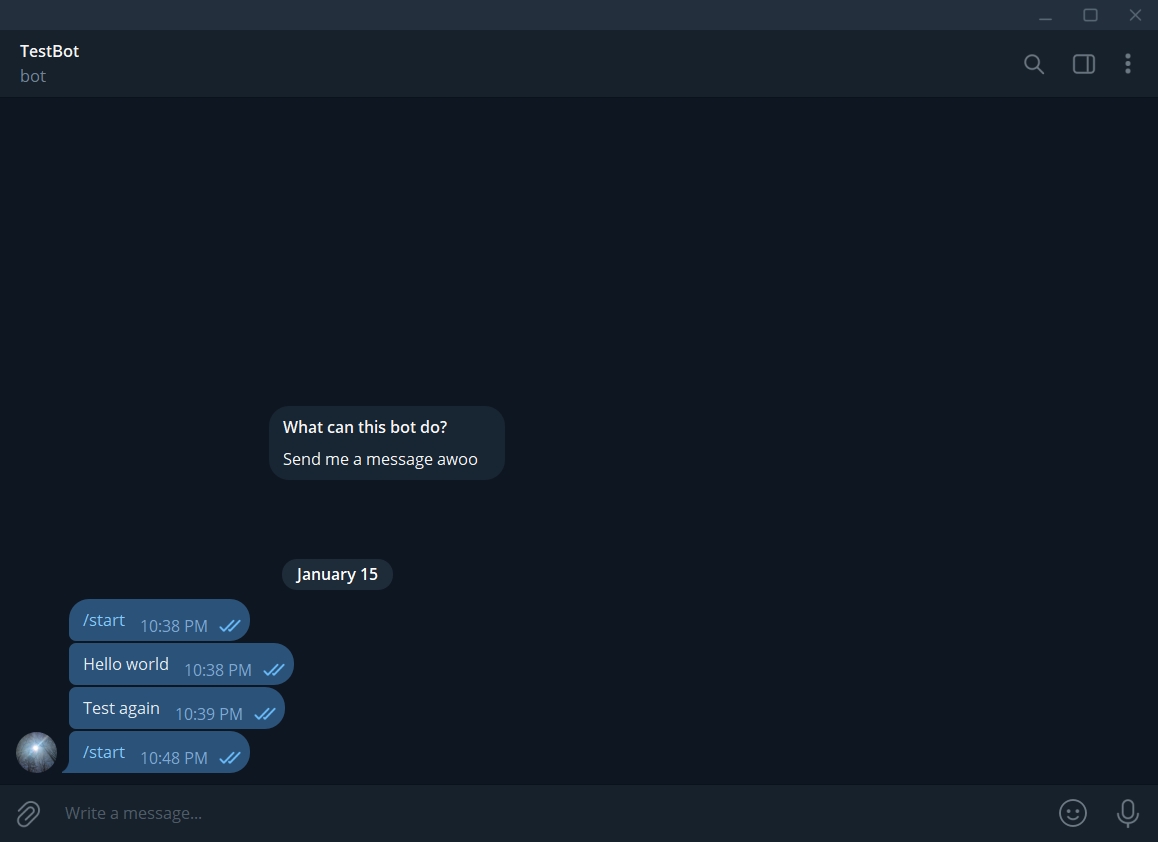 TestBot
bot
What can this bot do?
Send me a message awoo
January 15
/start 10:38 PM
Hello world 10:38 PM
Test again 10:39 PM
/start 10:48 PM
Write a message...